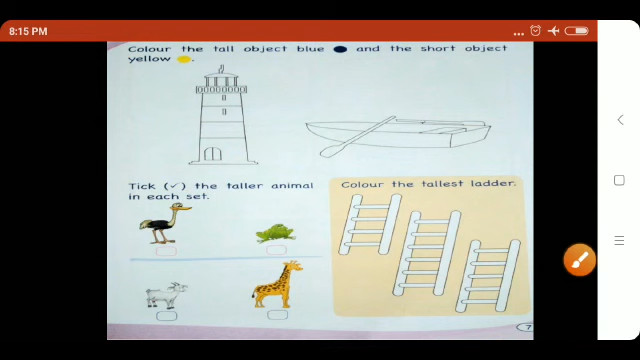 8:15 PM
Colour the tall object blue and the short object
yellow .
Tick (✓) the taller animal
in each set.
Colour the tallest ladder.
7